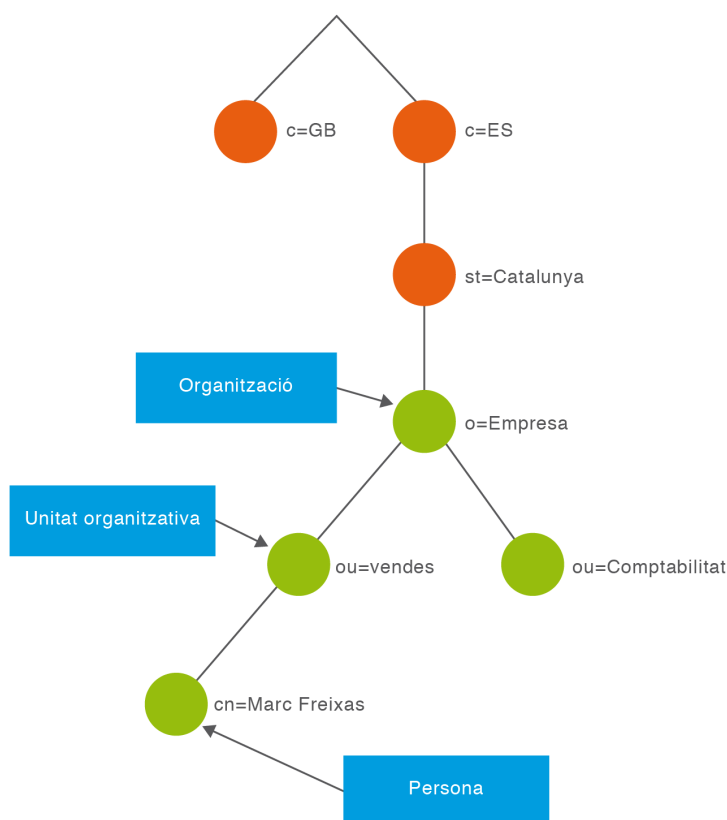 c=GB
c=ES
st=Catalunya
Organització
o=Empresa
Unitat organitzativa
ou=vendes
ou=Comptabilitat
cn=Marc Freixas
Persona